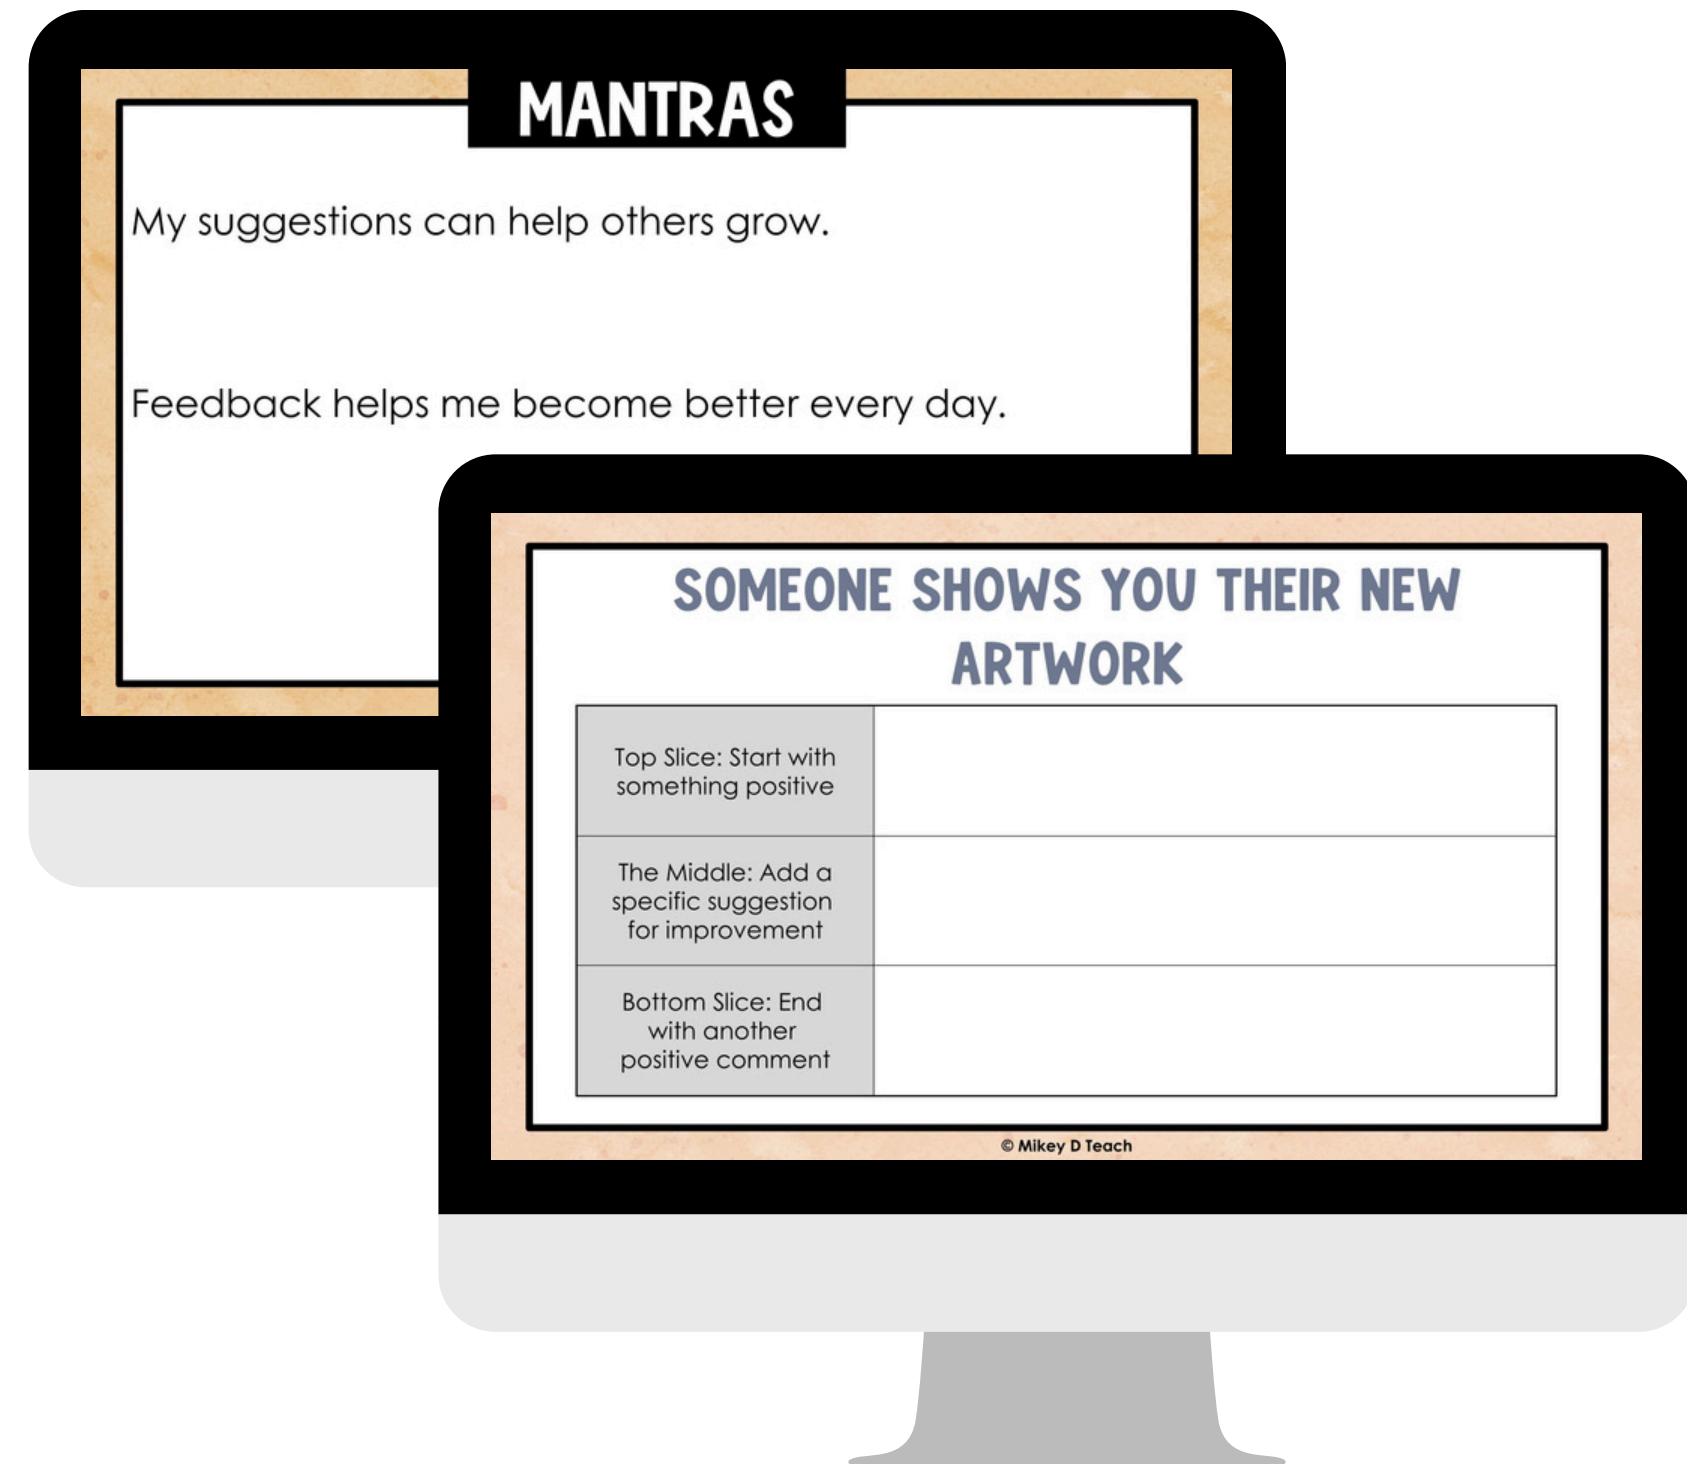 MANTRAS
My suggestions can help others grow.
Feedback helps me become better every day.
SOMEONE SHOWS YOU THEIR NEW
ARTWORK
Top Slice: Start with
something positive
The Middle: Add a
specific suggestion
for improvement
Bottom Slice: End
with another
positive comment
© Mikey D Teach